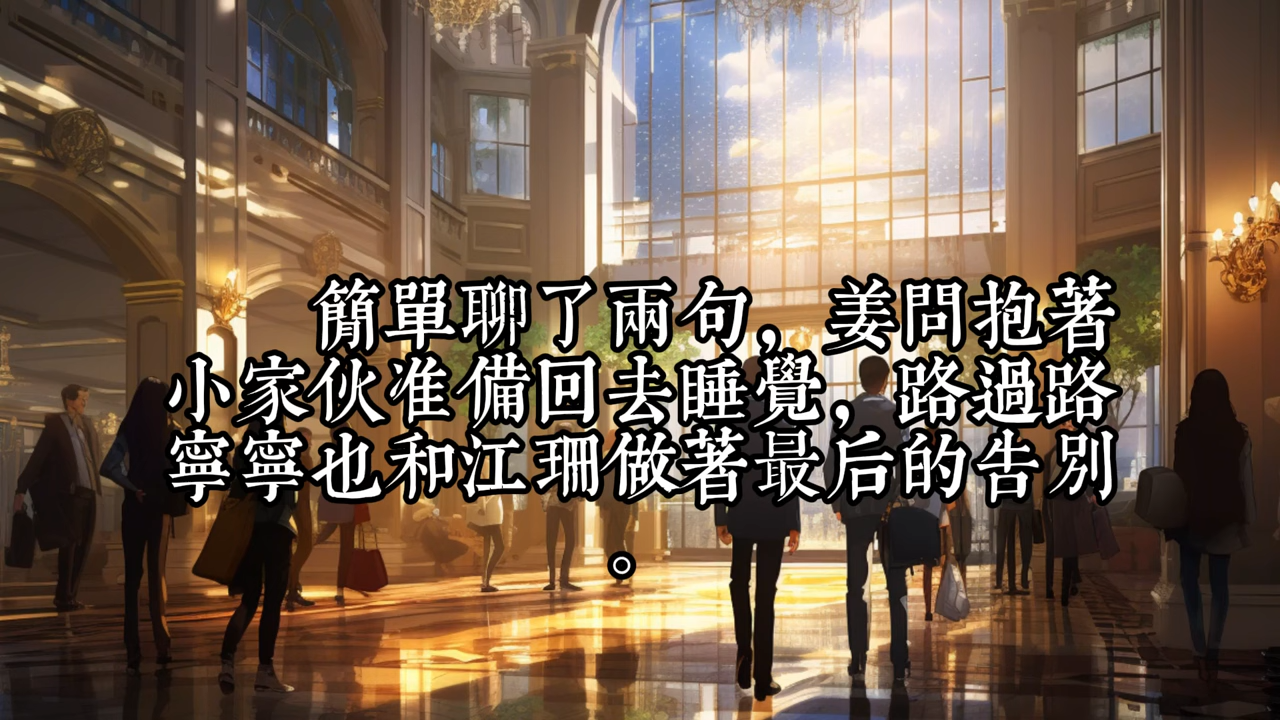 簡單聊了兩句，姜問抱著
小家伙准備回去睡覺，路過路
寧寧也和江珊做著最后的告別
。